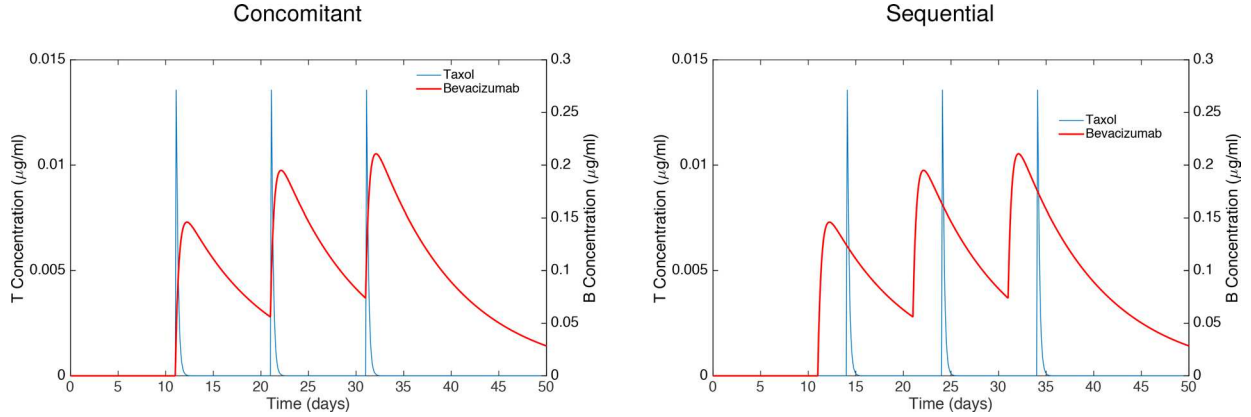 Concomitant
0.015
0.01
0.005
0
T Concentration (μg/ml)
0.3
0.25
0.2
0.15
0.1
0.05
0
B Concentration (μg/ml)
Taxol
Bevacizumab
0 5 10 15 20 25 30 35 40 45 50
Time (days)
Sequential
0.015
0.01
0.005
0
T Concentration (μg/ml)
0.3
0.25
0.2
0.15
0.1
0.05
0
B Concentration (μg/ml)
Taxol
Bevacizumab
0 5 10 15 20 25 30 35 40 45 50
Time (days)